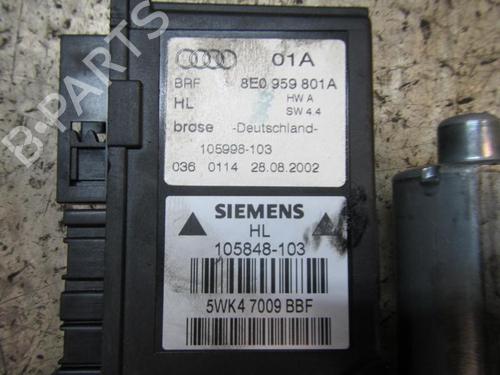 01A
BRF 8E0 959 801A
HL HW A
SW 4.4
brose -Deutschland-
105998-103
036 0114 28.08.2002
SIEMENS
HL
105848-103
5WK4 7009 BBF
B-PARTS